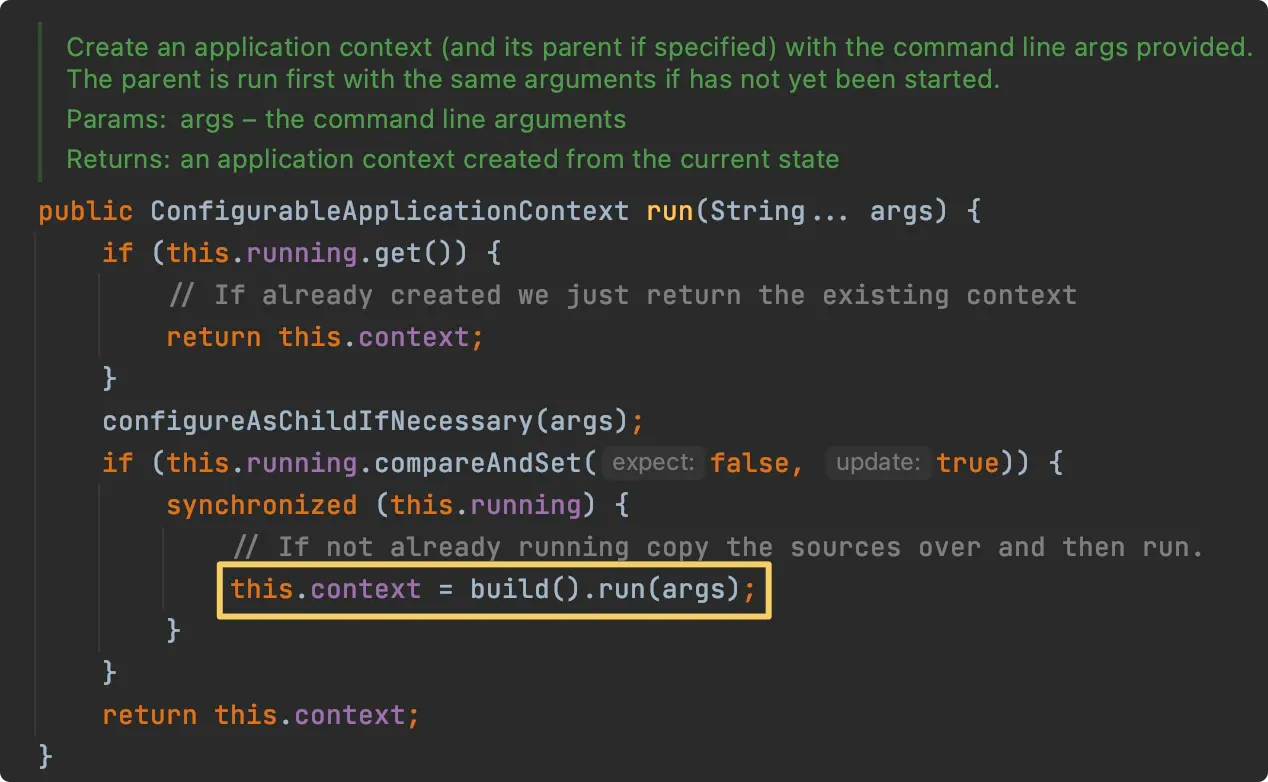 Create an application context (and its parent if specified) with the command line args provided.
The parent is run first with the same arguments if has not yet been started.
Params: args – the command line arguments
Returns: an application context created from the current state
public ConfigurableApplicationContext run(String... args) {
if (this.running.get()) {
// If already created we just return the existing context
return this.context;
}
configureAsChildIfNecessary(args);
if (this.running.compareAndSet( expect: false, update: true)) {
synchronized (this.running) {
// If not already running copy the sources over and then run.
this.context = build().run(args);
}
}
return this.context;
}